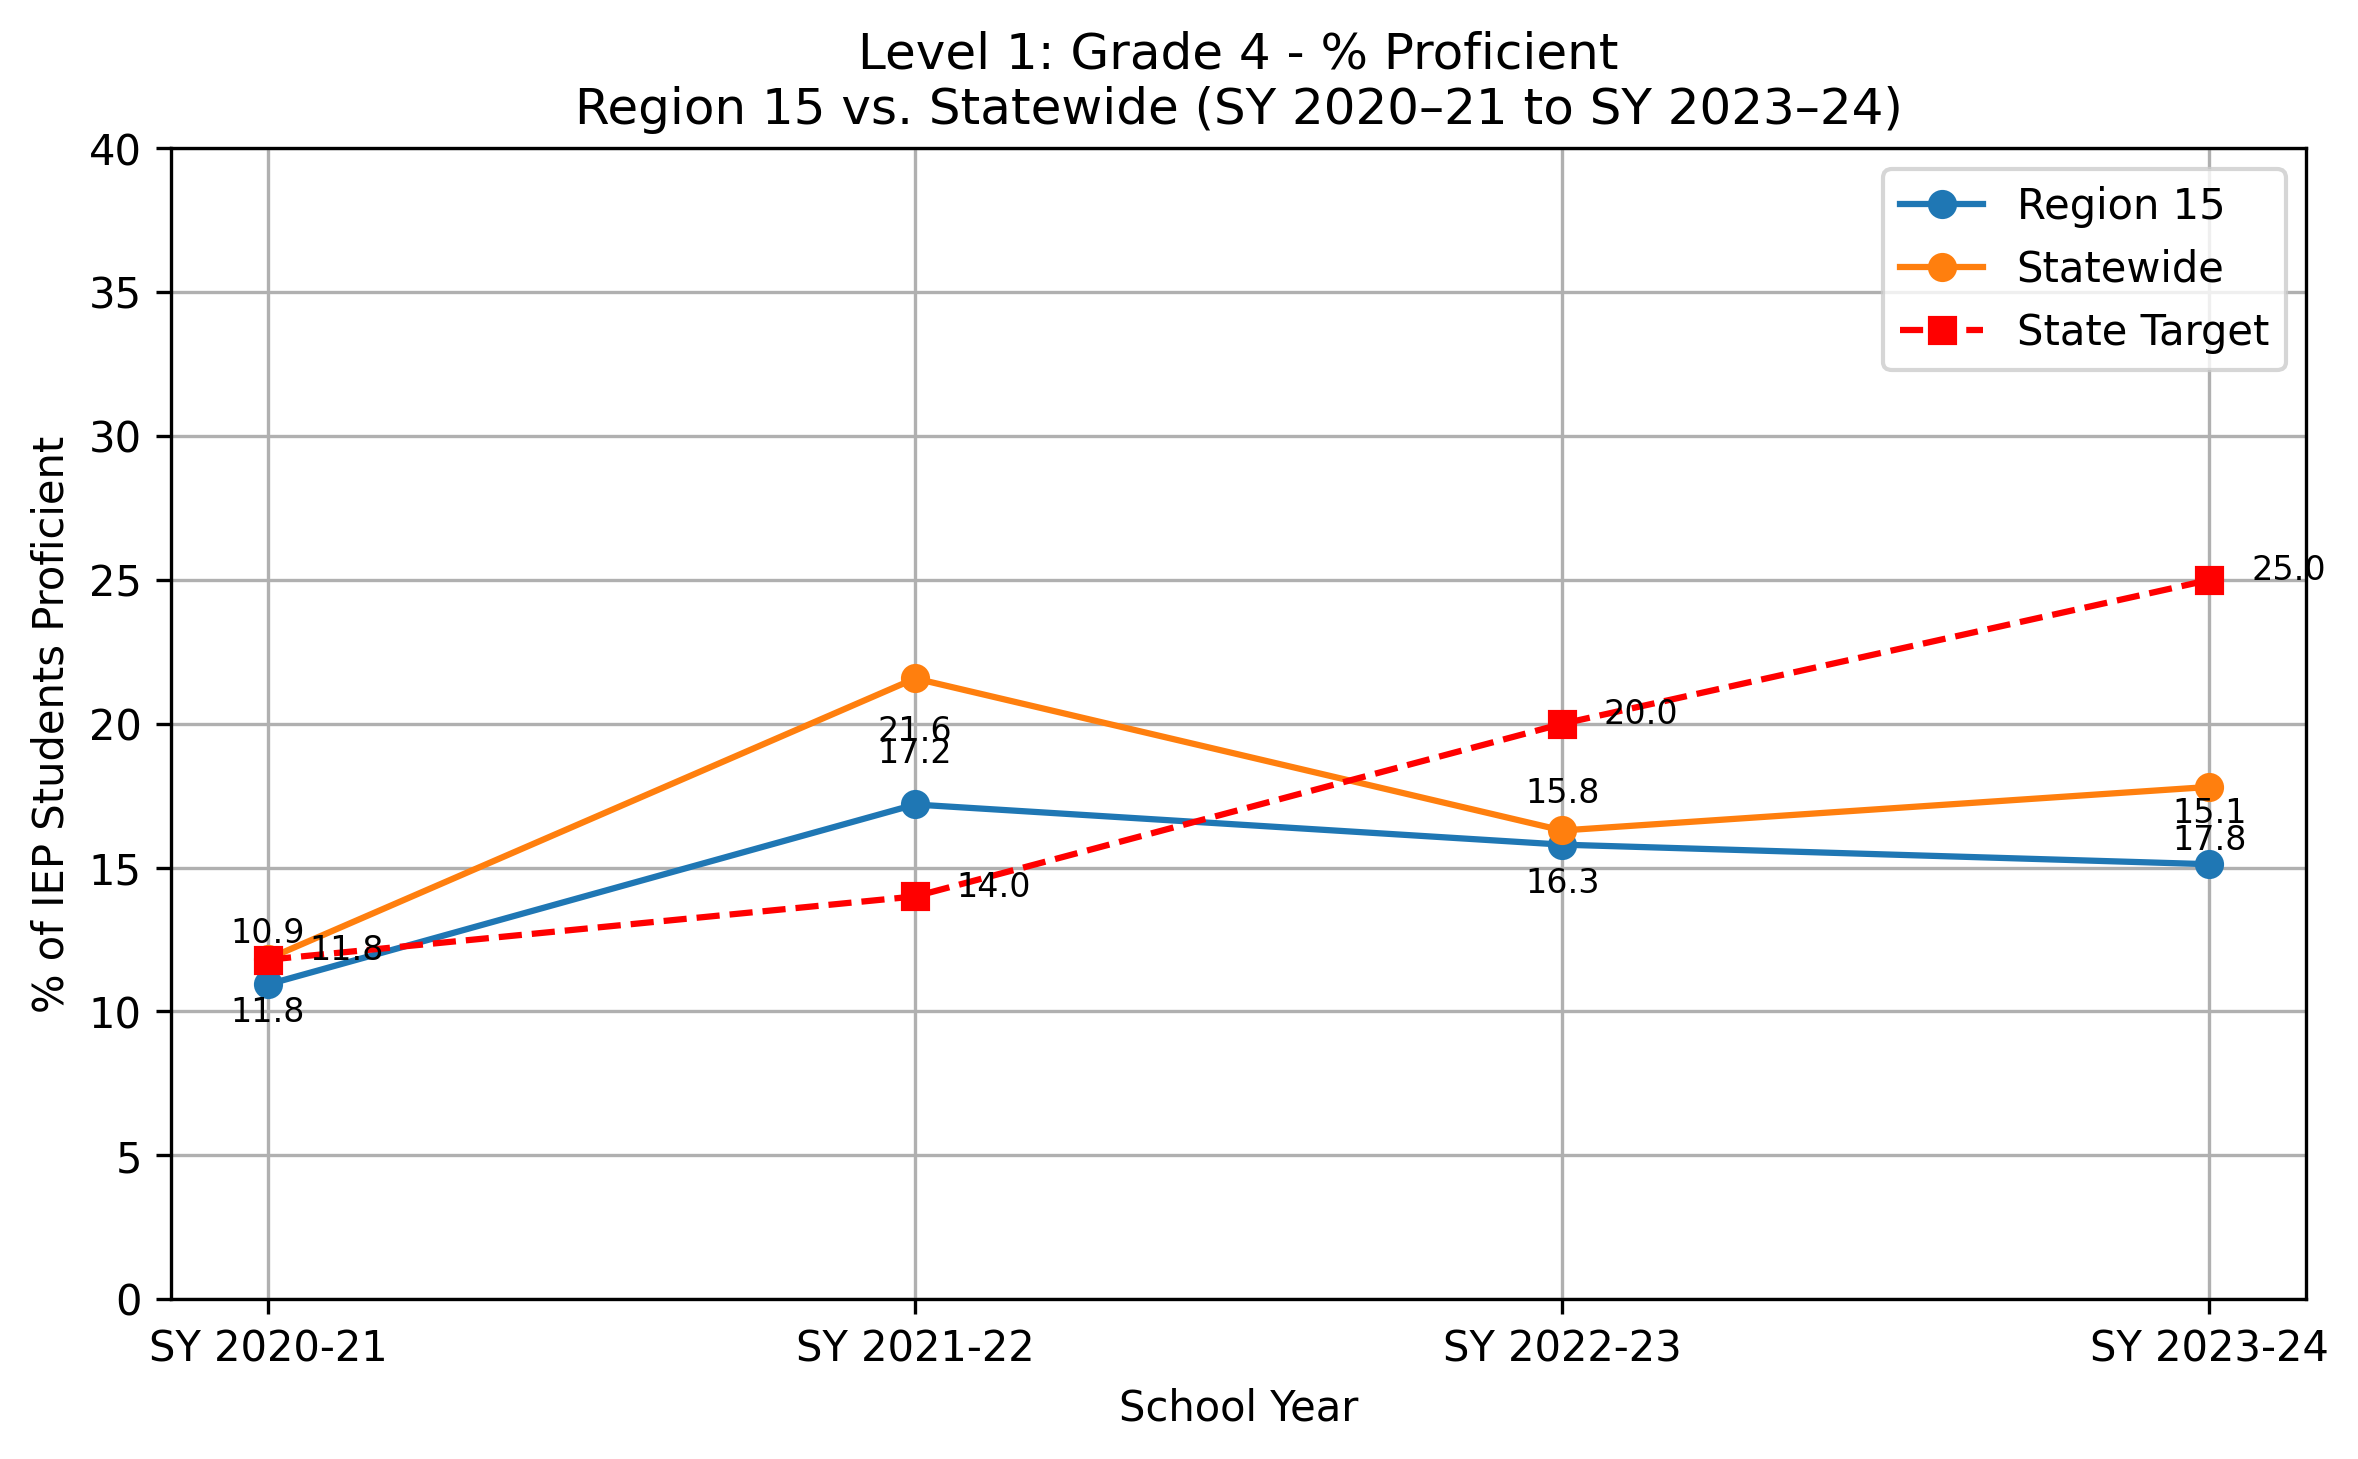 Level 1: Grade 4 - % Proficient
Region 15 vs. Statewide (SY 2020–21 to SY 2023–24)
% of IEP Students Proficient
40
35
30
25
20
15
10
5
0
Region 15
Statewide
State Target
10.9
11.8
11.8
21.6
17.2
14.0
20.0
15.8
16.3
25.0
15.1
17.8
SY 2020-21
SY 2021-22
SY 2022-23
SY 2023-24
School Year